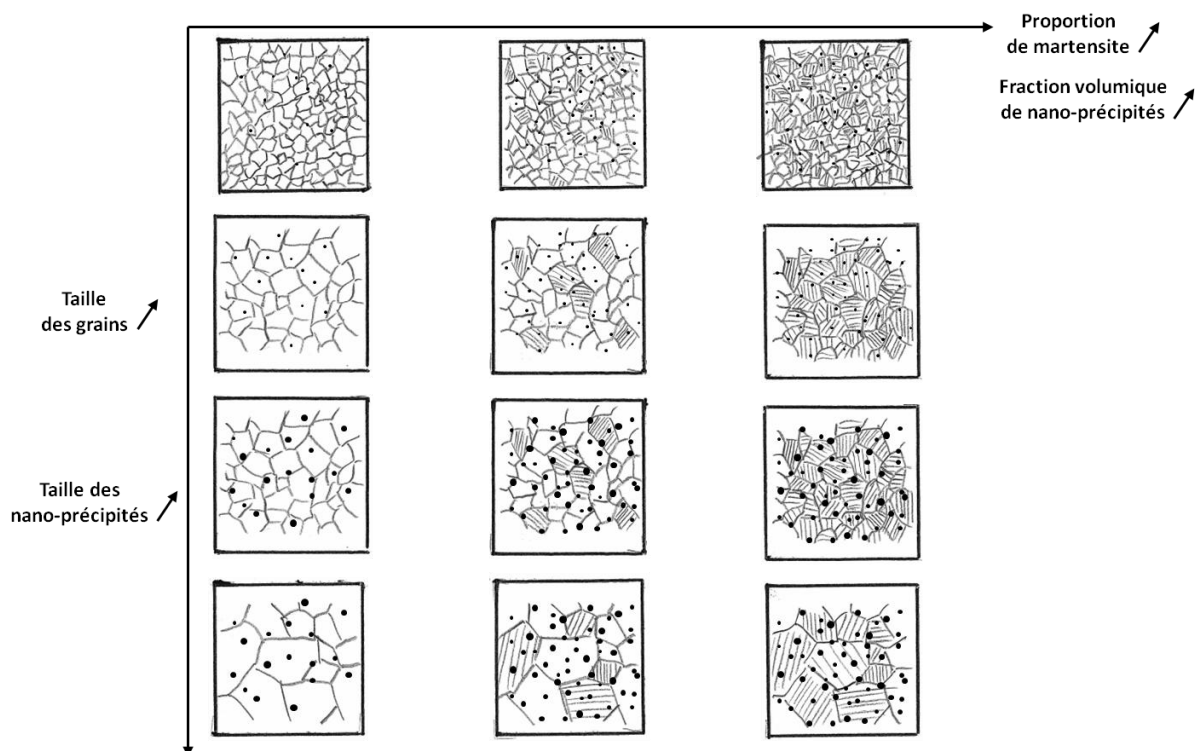 Proportion
de martensite
Fraction volumique
de nano-précipités
Taille
des grains
Taille des
nano-précipités